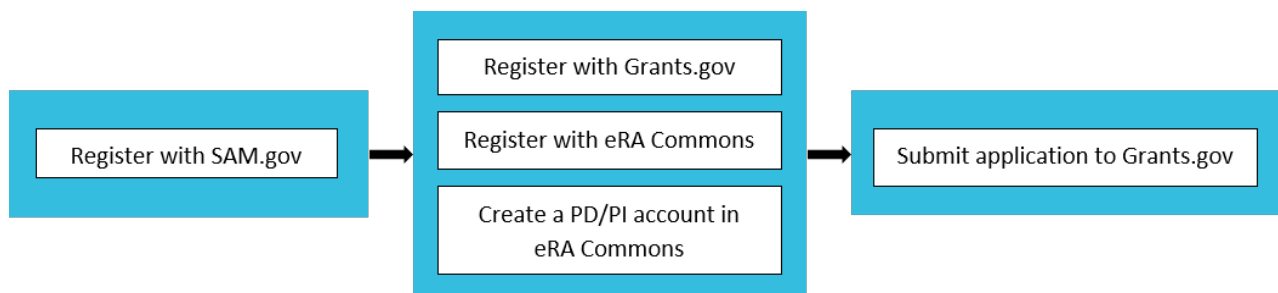 Register with SAM.gov
Register with Grants.gov
Register with eRA Commons
Create a PD/PI account in
eRA Commons
Submit application to Grants.gov